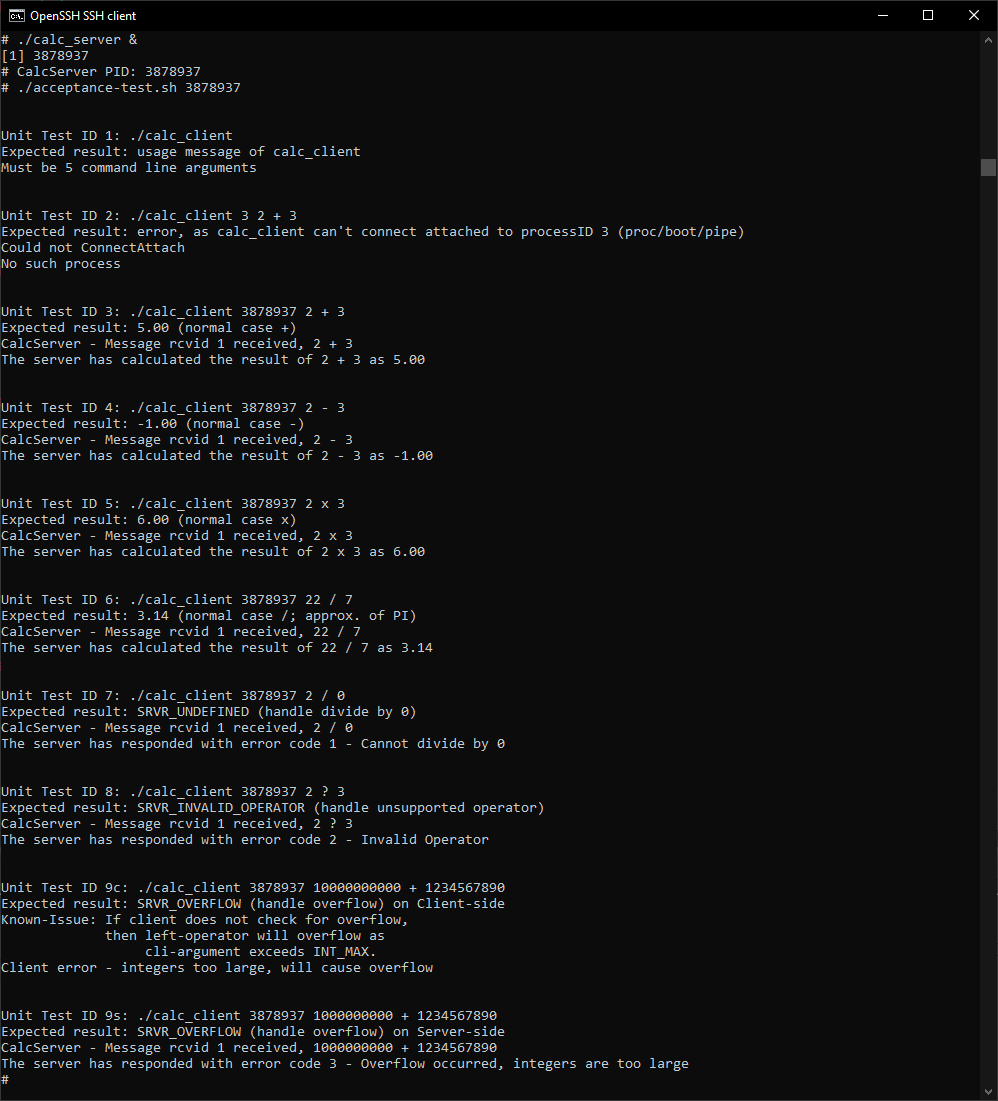 OpenSSH SSH client
# ./calc_server &
[1] 3878937
# CalcServer PID: 3878937
# ./acceptance-test.sh 3878937
Unit Test ID 1: ./calc_client
Expected result: usage message of calc_client
Must be 5 command line arguments
Unit Test ID 2: ./calc_client 3 2 + 3
Expected result: error, as calc_client can't connect attached to processID 3 (proc/boot/pipe)
Could not ConnectAttach
No such process
Unit Test ID 3: ./calc_client 3878937 2 + 3
Expected result: 5.00 (normal case +)
CalcServer - Message rcvid 1 received, 2 + 3
The server has calculated the result of 2 + 3 as 5.00
Unit Test ID 4: ./calc_client 3878937 2 - 3
Expected result: -1.00 (normal case -)
CalcServer - Message rcvid 1 received, 2 - 3
The server has calculated the result of 2 - 3 as -1.00
Unit Test ID 5: ./calc_client 3878937 2 x 3
Expected result: 6.00 (normal case x)
CalcServer - Message rcvid 1 received, 2 x 3
The server has calculated the result of 2 x 3 as 6.00
Unit Test ID 6: ./calc_client 3878937 22 / 7
Expected result: 3.14 (normal case /; approx. of PI)
CalcServer - Message rcvid 1 received, 22 / 7
The server has calculated the result of 22 / 7 as 3.14
Unit Test ID 7: ./calc_client 3878937 2 / 0
Expected result: SRVR_UNDEFINED (handle divide by 0)
CalcServer - Message rcvid 1 received, 2 / 0
The server has responded with error code 1 - Cannot divide by 0
Unit Test ID 8: ./calc_client 3878937 2 ? 3
Expected result: SRVR_INVALID_OPERATOR (handle unsupported operator)
CalcServer - Message rcvid 1 received, 2 ? 3
The server has responded with error code 2 - Invalid Operator
Unit Test ID 9c: ./calc_client 3878937 10000000000 + 1234567890
Expected result: SRVR_OVERFLOW (handle overflow) on Client-side
Known-Issue: If client does not check for overflow,
then left-operator will overflow as
cli-argument exceeds INT_MAX.
Client error - integers too large, will cause overflow
Unit Test ID 9s: ./calc_client 3878937 1000000000 + 1234567890
Expected result: SRVR_OVERFLOW (handle overflow) on Server-side
CalcServer - Message rcvid 1 received, 1000000000 + 1234567890
The server has responded with error code 3 - Overflow occurred, integers are too large
#